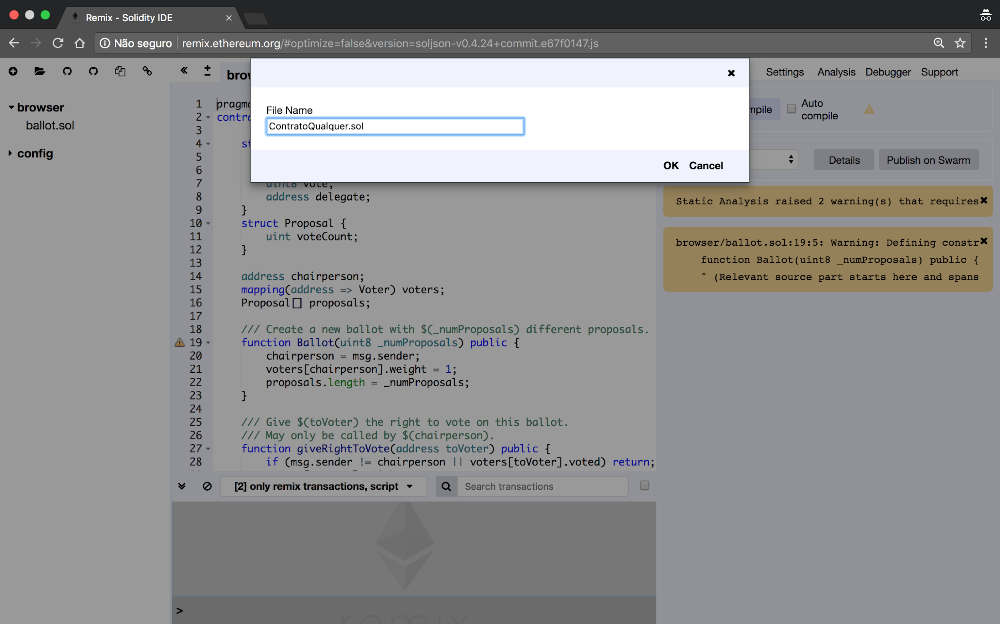 Remix - Solidity IDE
Não seguro
remix.ethereum.org/#optimize=false&version=soljson-v0.4.24+commit.e67f0147.js
Settings Analysis Debugger Support
browser
ballot.sol
config
File Name
ContratoQualquer.sol
OK Cancel
Auto
compile
Details Publish on Swarm
Static Analysis raised 2 warning(s) that requires
browser/ballot.sol:19:5: Warning: Defining constr
function Ballot(uint8 _numProposals) public {
^ (Relevant source part starts here and spans
1 pragma
2 contra
3
4 st
5
6
7 uint8 vote;
8 address delegate;
9 }
10 struct Proposal {
11 uint voteCount;
12 }
13
14 address chairperson;
15 mapping(address => Voter) voters;
16 Proposal[] proposals;
17
18 /// Create a new ballot with $(_numProposals) different proposals.
19 function Ballot(uint8 _numProposals) public {
20 chairperson = msg.sender;
21 voters[chairperson].weight = 1;
22 proposals.length = _numProposals;
23 }
24
25 /// Give $(toVoter) the right to vote on this ballot.
26 /// May only be called by $(chairperson).
27 function giveRightToVote(address toVoter) public {
28 if (msg.sender != chairperson || voters[toVoter].voted) return;
[2] only remix transactions, script
Search transactions
>
remix